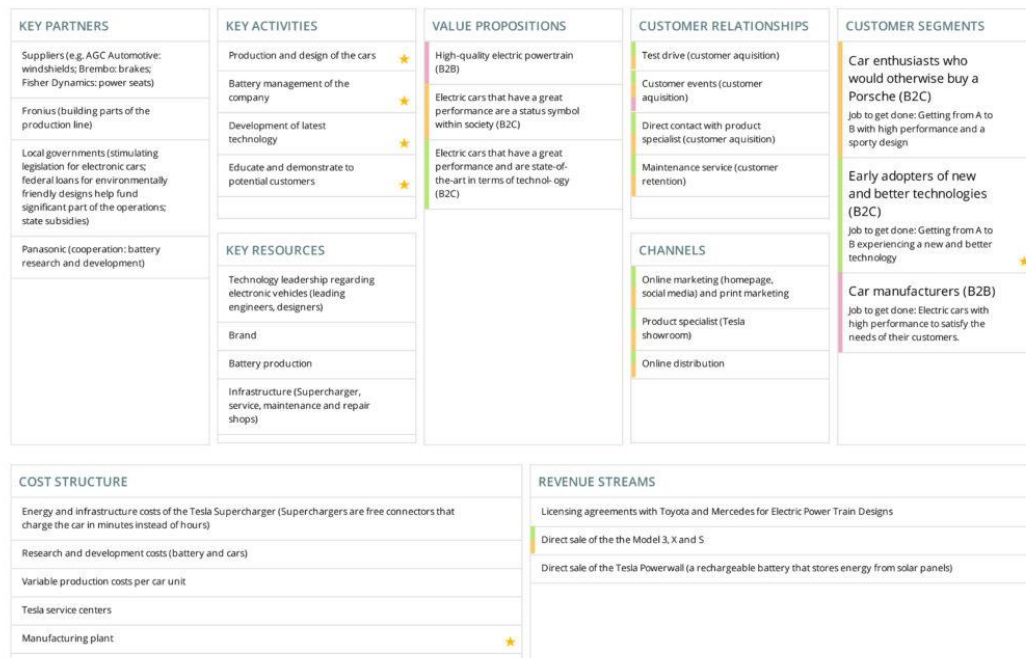 KEY PARTNERS
Suppliers (e.g. AGC Automotive:
windshields; Brembo: brakes;
Fisher Dynamics: power seats)
Fronius (building parts of the
production line)
Local governments (stimulating
legislation for electronic cars;
federal loans for environmentally
friendly designs help fund
significant part of the operations;
state subsidies)
Panasonic (cooperation: battery
research and development)
KEY ACTIVITIES
Production and design of the cars
Battery management of the
company
Development of latest
technology
Educate and demonstrate to
potential customers
KEY RESOURCES
Technology leadership regarding
electronic vehicles (leading
engineers, designers)
Brand
Battery production
Infrastructure (Supercharger,
service, maintenance and repair
shops)
VALUE PROPOSITIONS
High-quality electric powertrain
(B2B)
Electric cars that have a great
performance are a status symbol
within society (B2C)
Electric cars that have a great
performance and are state-of-
the-art in terms of technol- ogy
(B2C)
CUSTOMER RELATIONSHIPS
Test drive (customer aquisition)
Customer events (customer
aquisition)
Direct contact with product
specialist (customer aquisition)
Maintenance service (customer
retention)
CHANNELS
Online marketing (homepage,
social media) and print marketing
Product specialist (Tesla
showroom)
Online distribution
CUSTOMER SEGMENTS
Car enthusiasts who
would otherwise buy a
Porsche (B2C)
Job to get done: Getting from A to
B with high performance and a
sporty design
Early adopters of new
and better technologies
(B2C)
Job to get done: Getting from A to
B experiencing a new and better
technology
Car manufacturers (B2B)
Job to get done: Electric cars with
high performance to satisfy the
needs of their customers.
COST STRUCTURE
Energy and infrastructure costs of the Tesla Supercharger (Superchargers are free connectors that
charge the car in minutes instead of hours)
Research and development costs (battery and cars)
Variable production costs per car unit
Tesla service centers
Manufacturing plant
REVENUE STREAMS
Licensing agreements with Toyota and Mercedes for Electric Power Train Designs
Direct sale of the the Model 3, X and S
Direct sale of the Tesla Powerwall (a rechargeable battery that stores energy from solar panels)